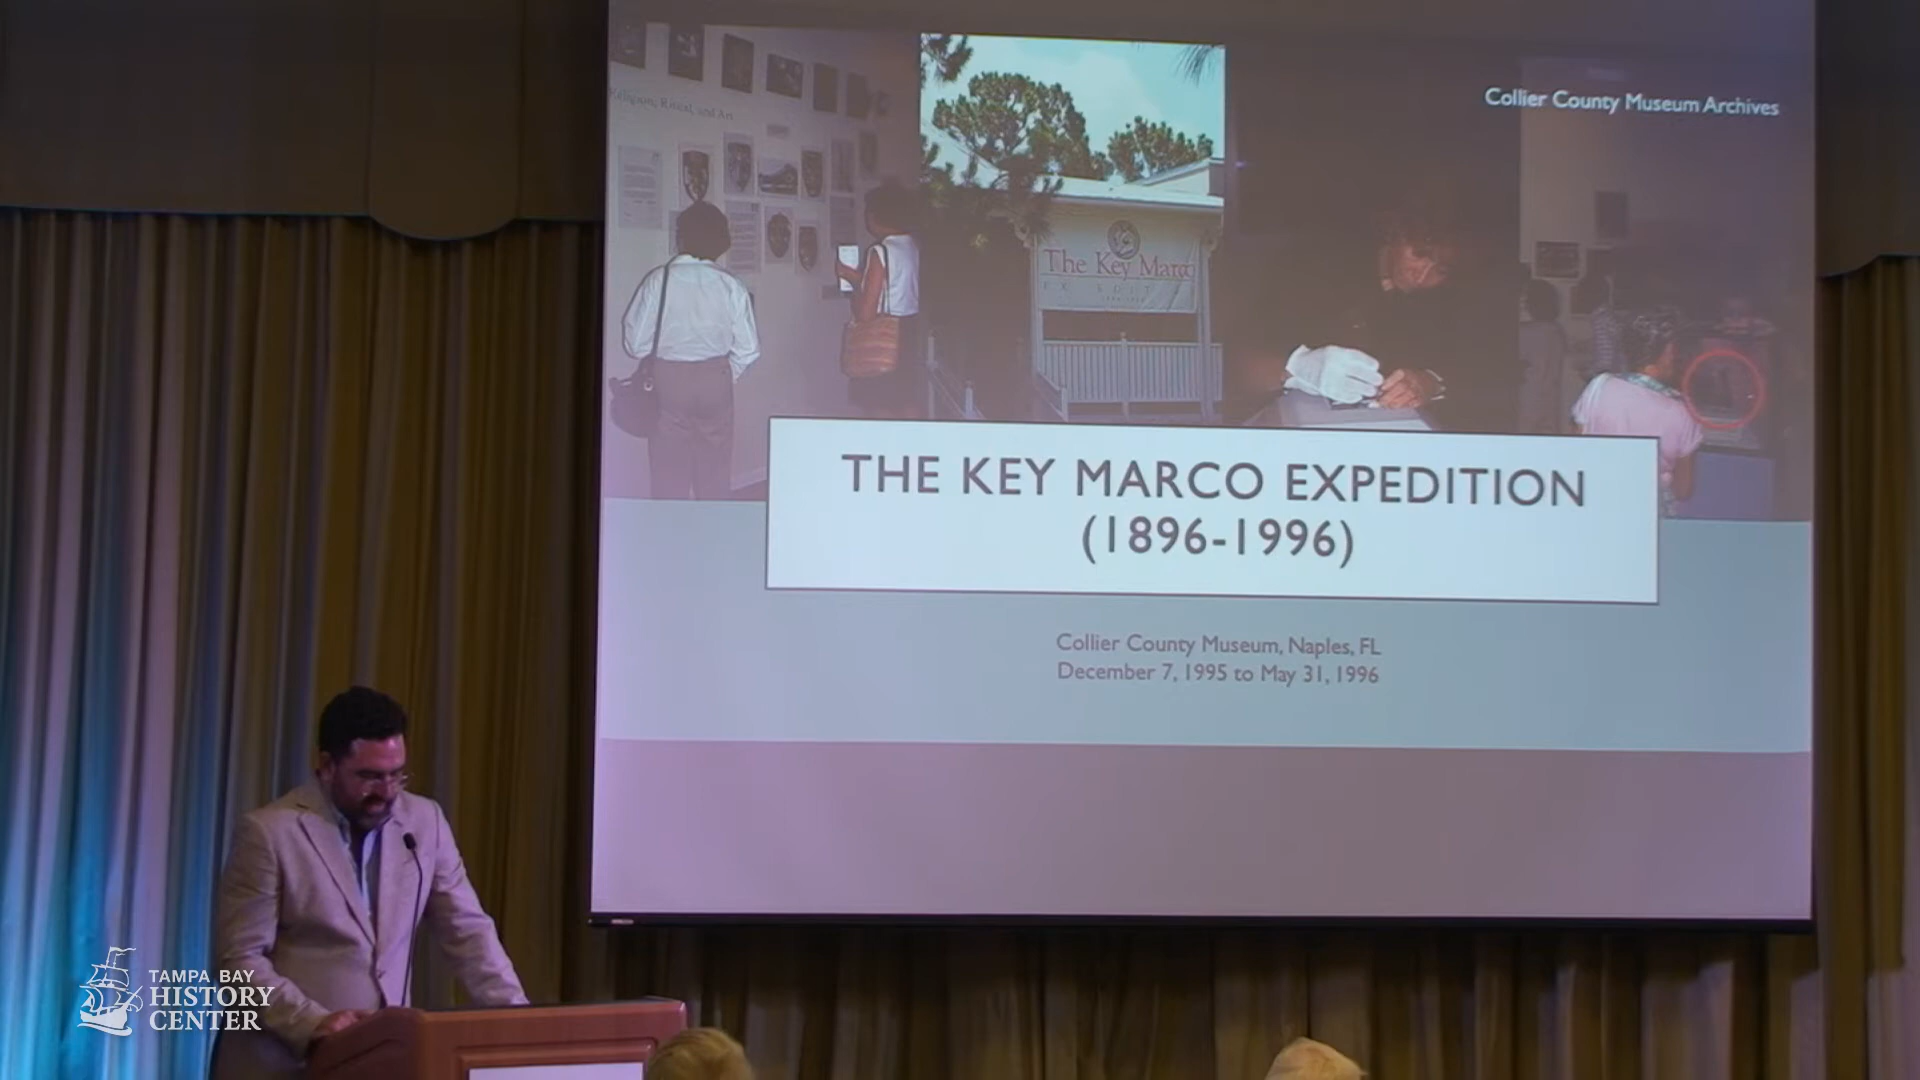 Religion, Ritual, and Art
Collier County Museum Archives
The Key Marco
THE KEY MARCO EXPEDITION
(1896-1996)
Collier County Museum, Naples, FL
December 7, 1995 to May 31, 1996
TAMPA BAY
HISTORY
CENTER